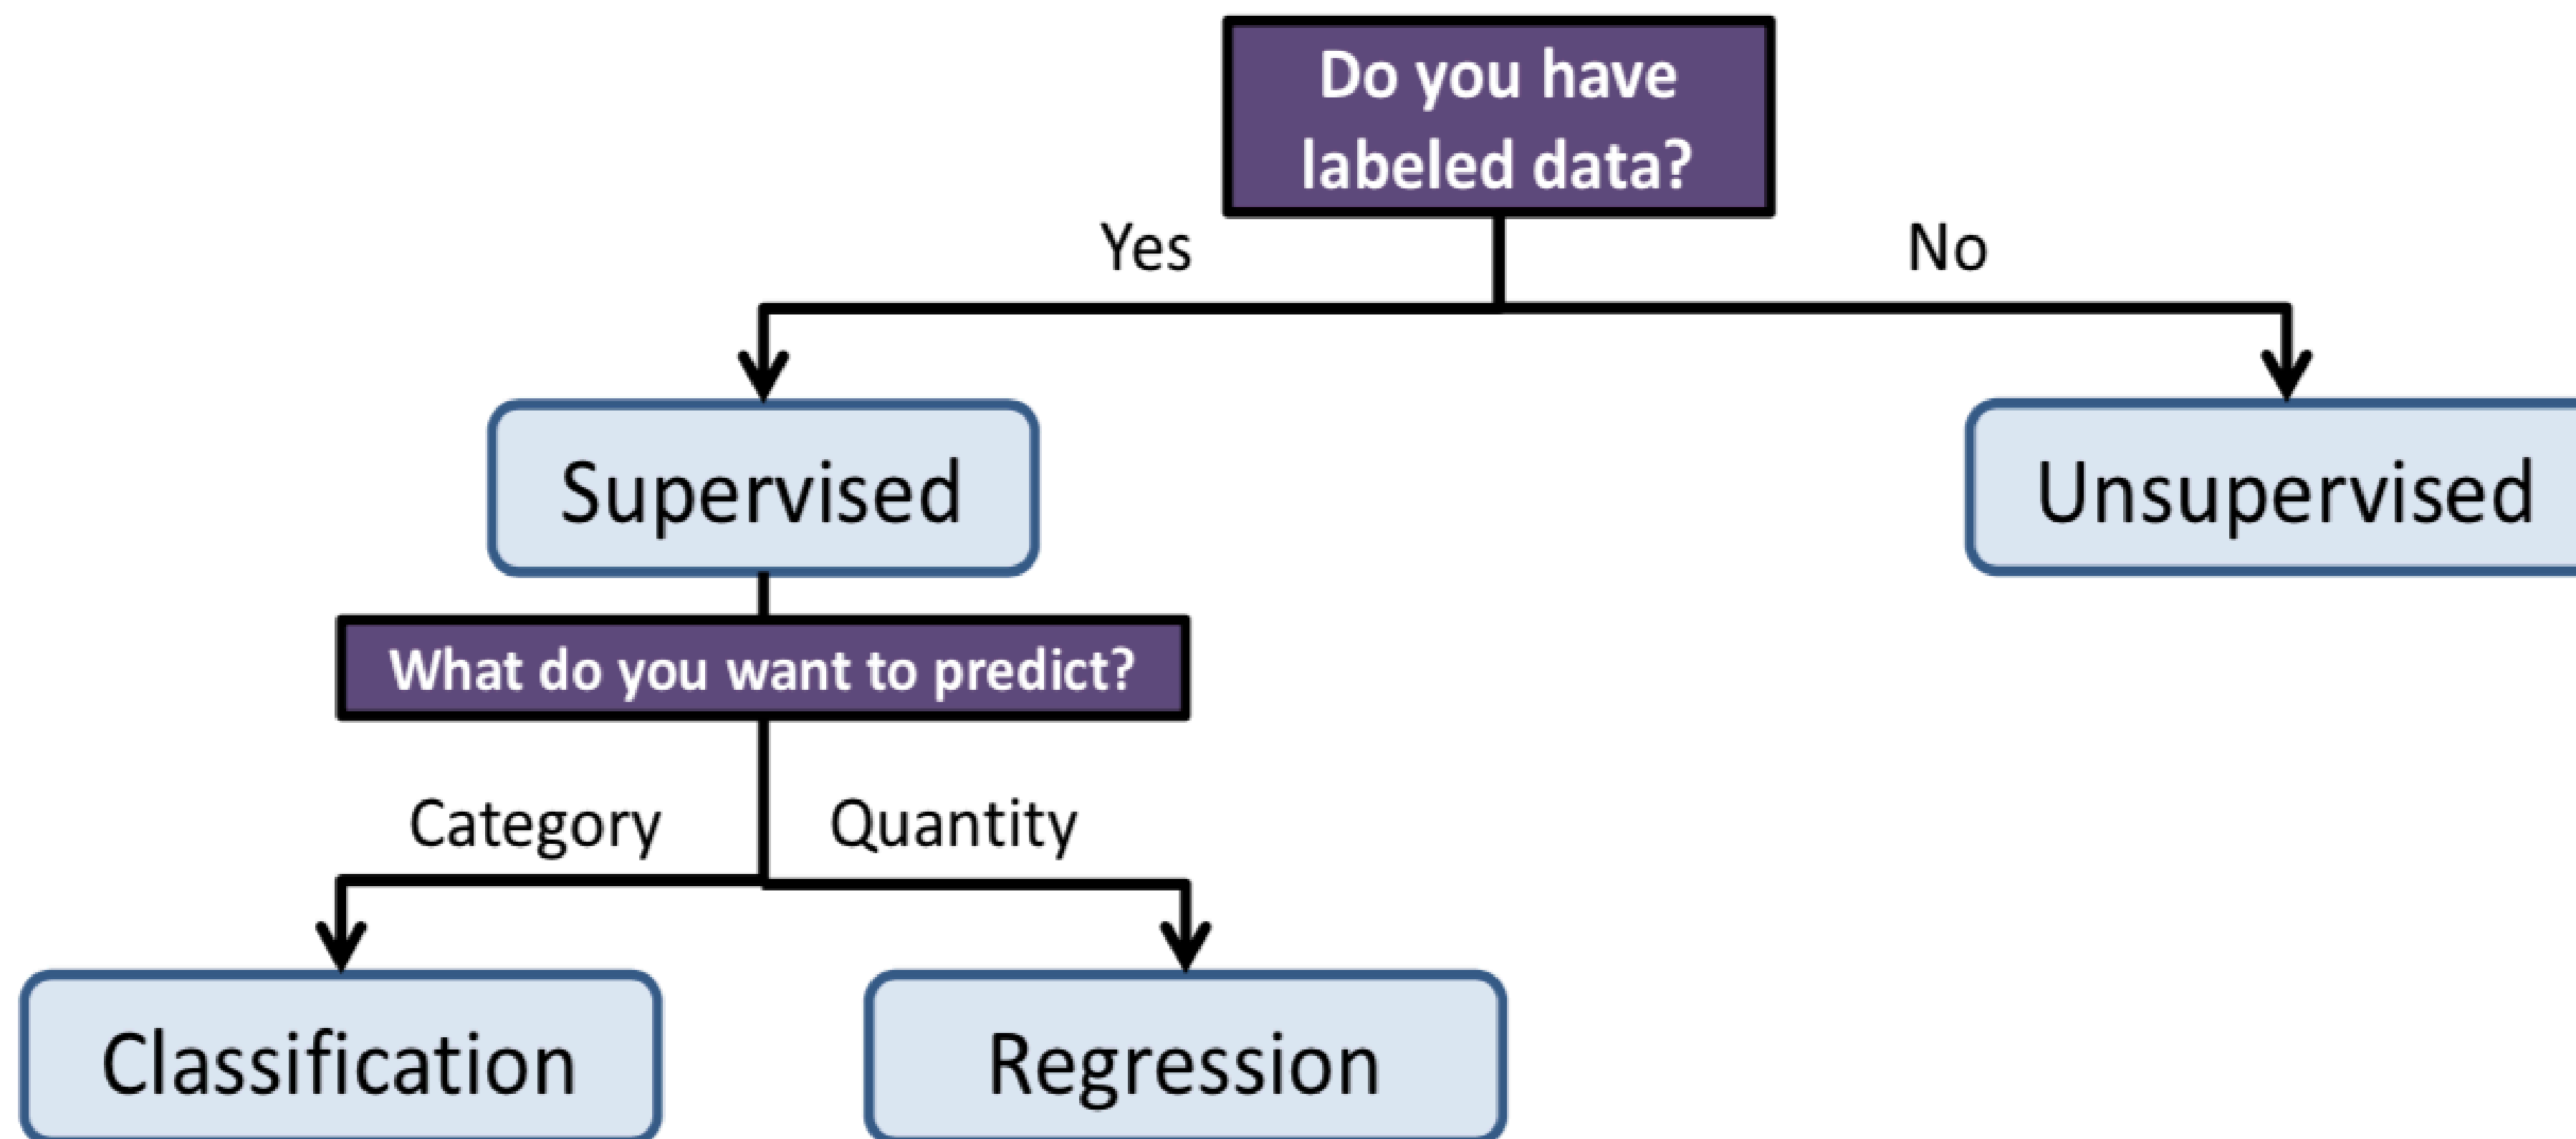 Do you have
labeled data?
Yes
No
Supervised
Unsupervised
What do you want to predict?
Category
Quantity
Classification
Regression